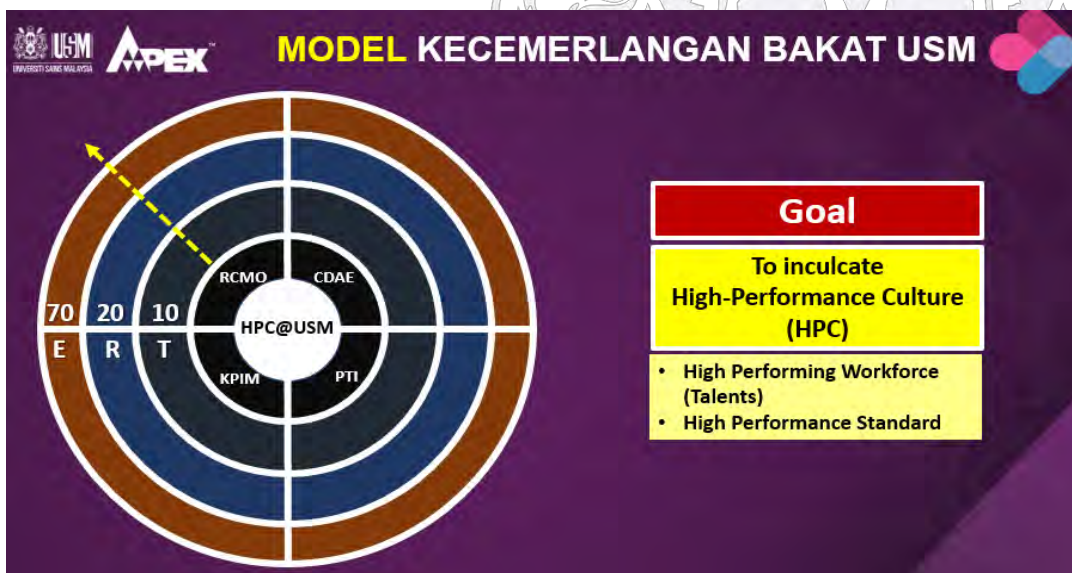 USM
UNIVERSITI SAINS MALAYSIA
APEX™
MODEL KECEMERLANGAN BAKAT USM
RCMO
CDAE
70 20 10
HPC@USM
E R T
KPIM
PTI
Goal
To inculcate
High-Performance Culture
(HPC)
• High Performing Workforce
(Talents)
• High Performance Standard